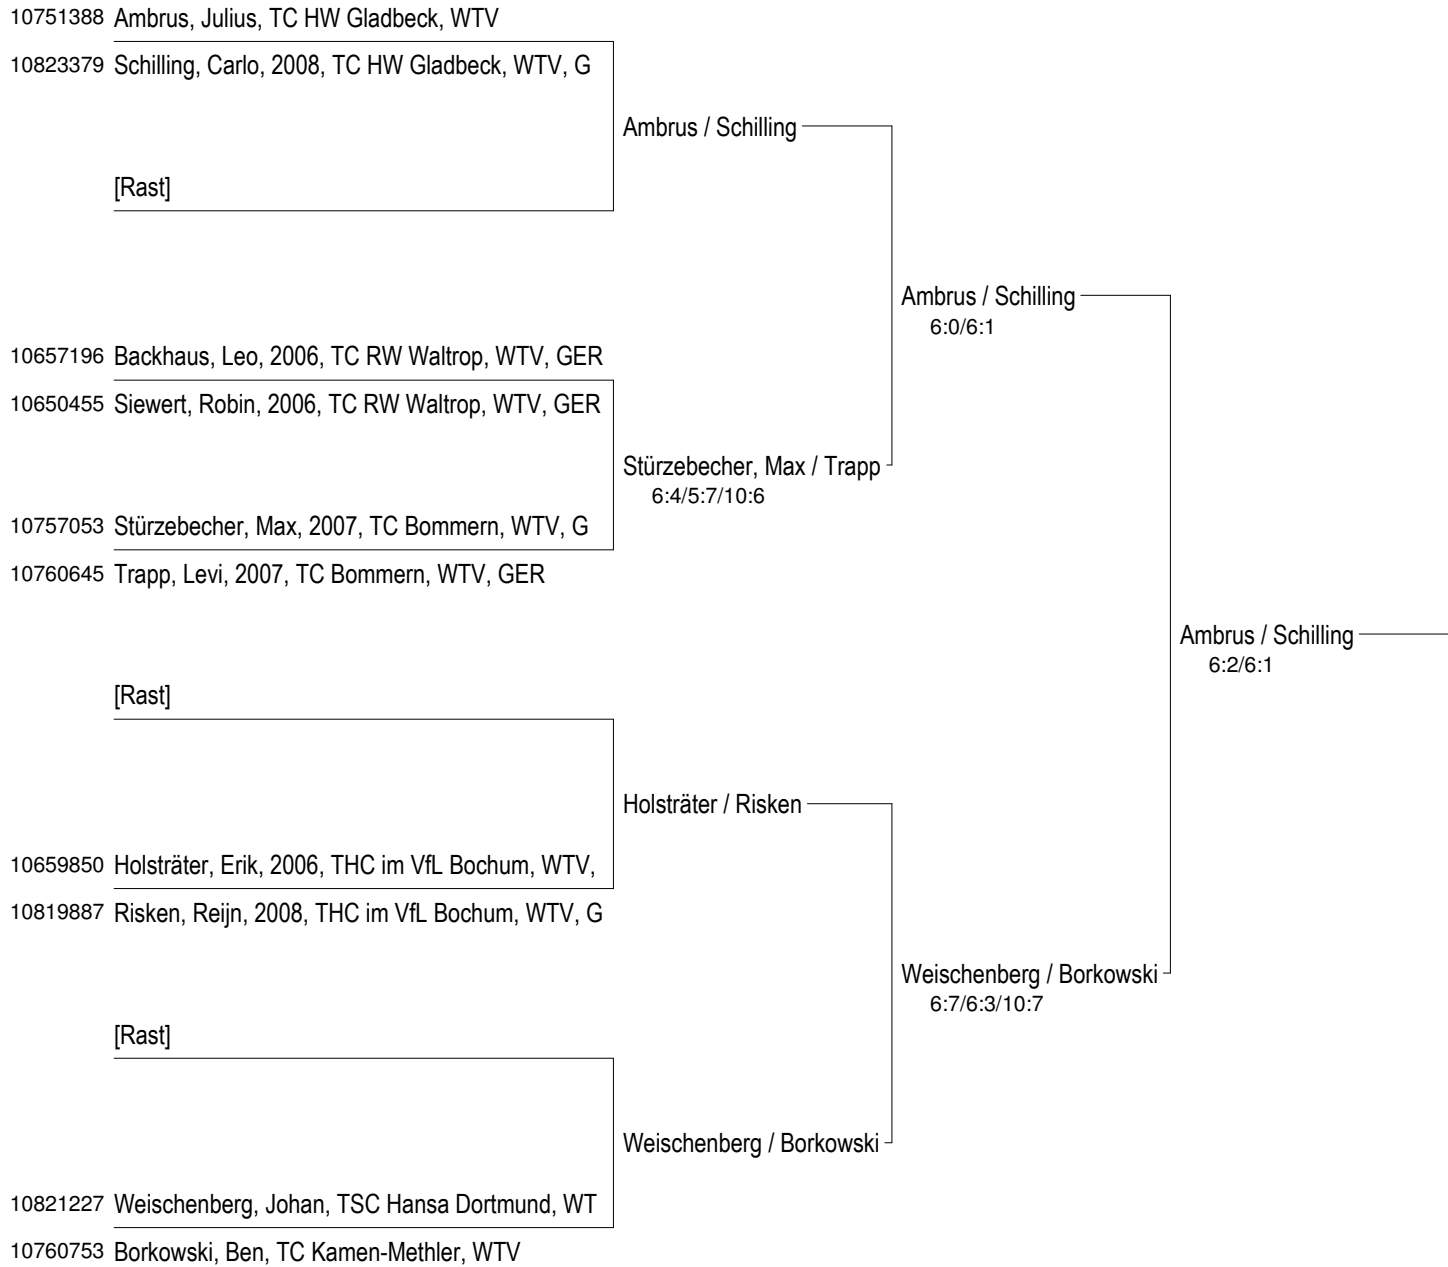 10751388 Ambrus, Julius, TC HW Gladbeck, WTV
10823379 Schilling, Carlo, 2008, TC HW Gladbeck, WTV, G
Ambrus / Schilling
[Rast]
Ambrus / Schilling
6:0/6:1
10657196 Backhaus, Leo, 2006, TC RW Waltrop, WTV, GER
10650455 Siewert, Robin, 2006, TC RW Waltrop, WTV, GER
Stürzebecher, Max / Trapp
6:4/5:7/10:6
10757053 Stürzebecher, Max, 2007, TC Bommern, WTV, G
10760645 Trapp, Levi, 2007, TC Bommern, WTV, GER
Ambrus / Schilling
6:2/6:1
[Rast]
Holsträter / Risken
10659850 Holsträter, Erik, 2006, THC im VfL Bochum, WTV,
10819887 Risken, Reijn, 2008, THC im VfL Bochum, WTV, G
Weischenberg / Borkowski
6:7/6:3/10:7
[Rast]
Weischenberg / Borkowski
10821227 Weischenberg, Johan, TSC Hansa Dortmund, WT
10760753 Borkowski, Ben, TC Kamen-Methler, WTV